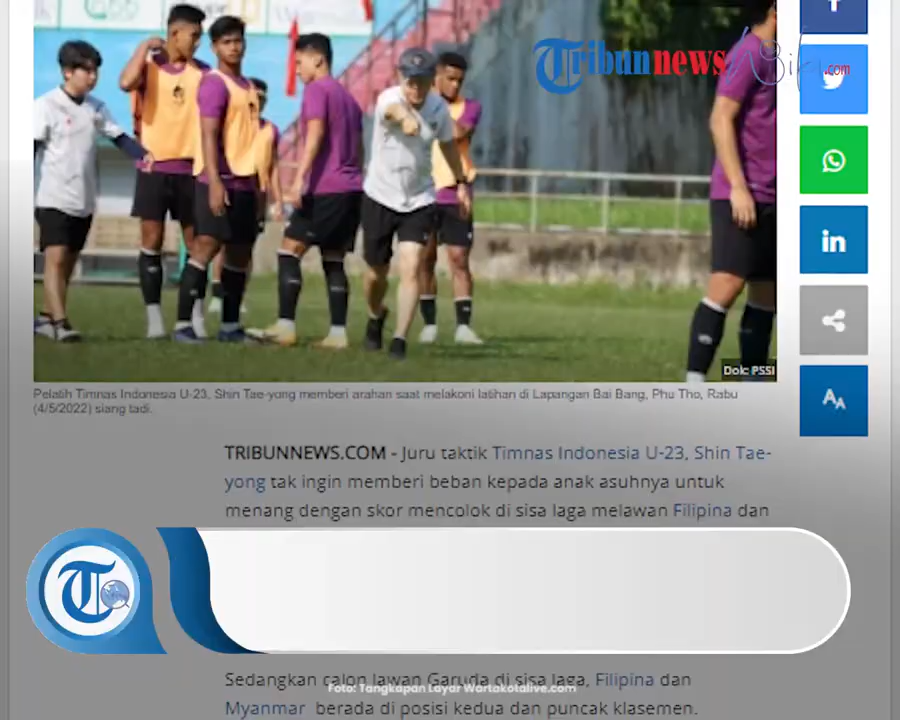 Tribunnews
.com
Dok: PSSI
Pelatih Timnas Indonesia U-23, Shin Tae-yong memberi arahan saat melakoni latihan di Lapangan Bai Bang, Phu Tho, Rabu
(4/5/2022) siang tadi.
TRIBUNNEWS.COM - Juru taktik Timnas Indonesia U-23, Shin Tae-
yong tak ingin memberi beban kepada anak asuhnya untuk
menang dengan skor mencolok di sisa laga melawan Filipina dan
Sedangkan calon lawan Garuda di sisa laga, Filipina dan
Foto: Tangkapan Layar Wartakotalive.com
Myanmar berada di posisi kedua dan puncak klasemen.